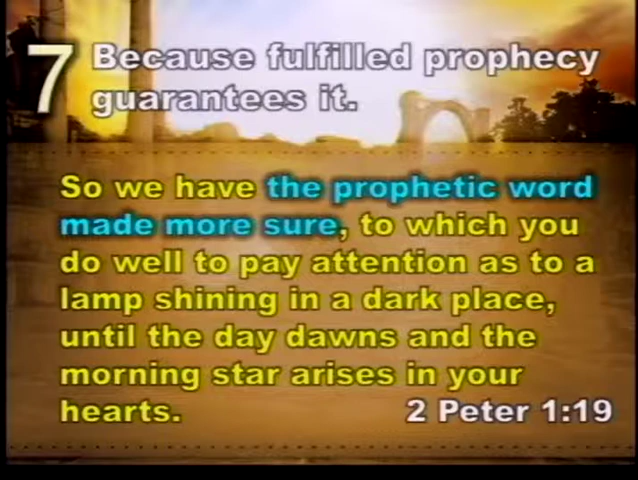 7 Because fulfilled prophecy
guarantees it.
So we have the prophetic word
made more sure, to which you
do well to pay attention as to a
lamp shining in a dark place,
until the day dawns and the
morning star arises in your
hearts. 2 Peter 1:19